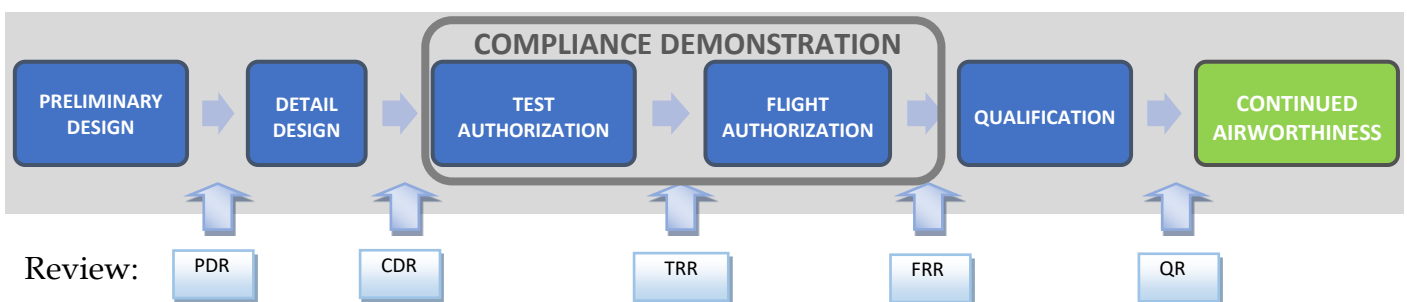 COMPLIANCE DEMONSTRATION
PRELIMINARY
DESIGN
DETAIL
DESIGN
TEST
AUTHORIZATION
FLIGHT
AUTHORIZATION
QUALIFICATION
CONTINUED
AIRWORTHINESS
Review:
PDR
CDR
TRR
FRR
QR